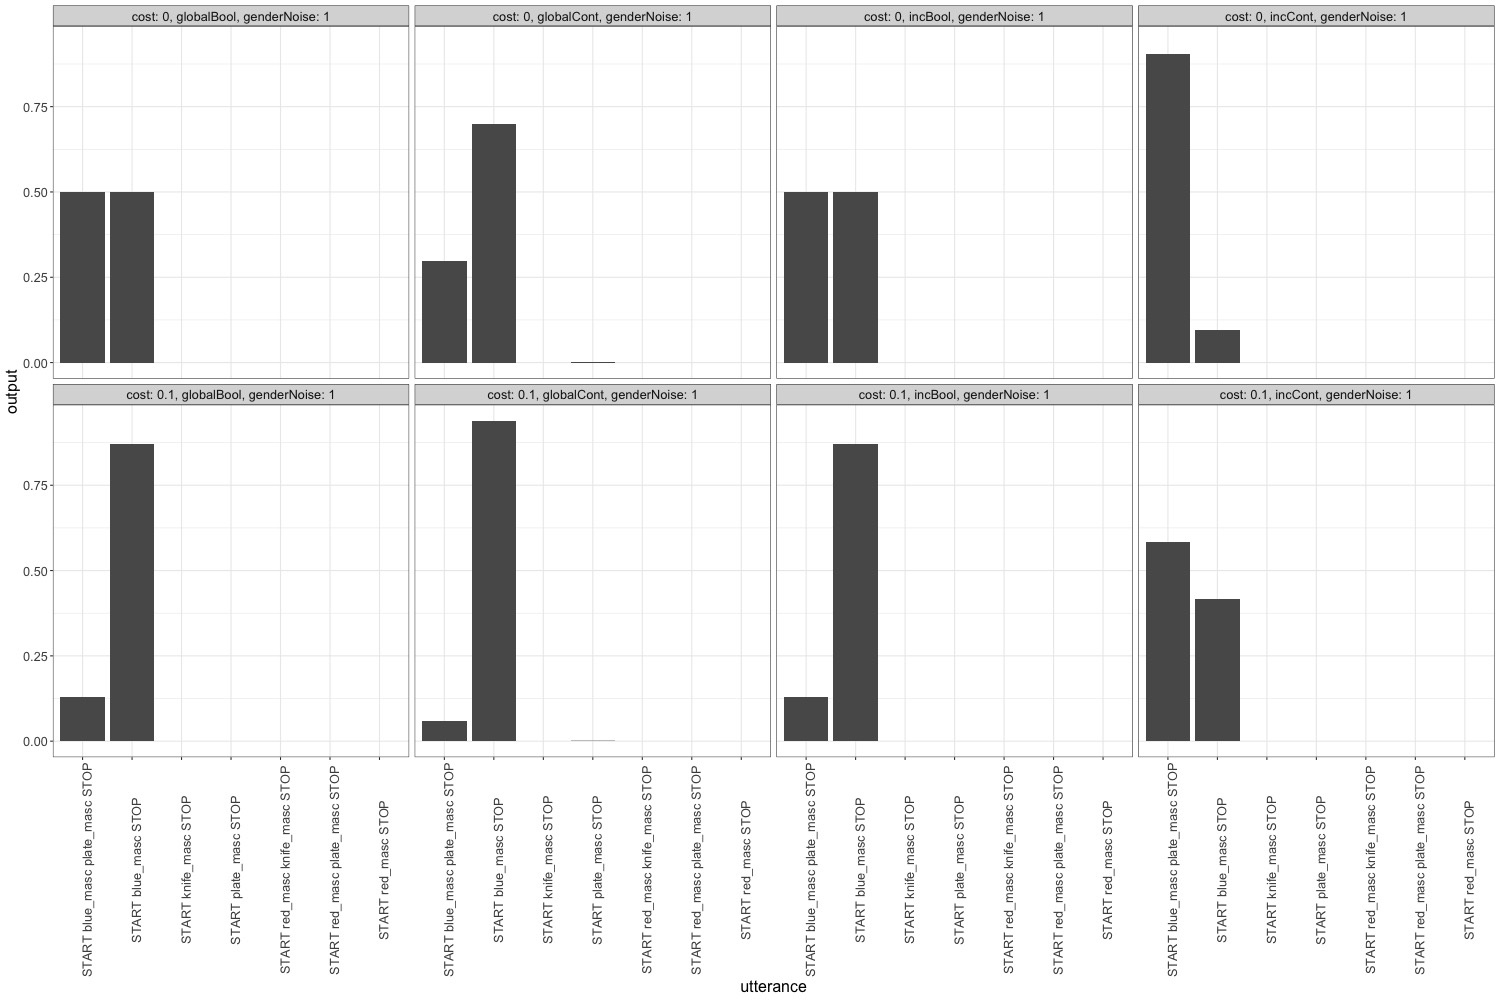 cost: 0, globalBool, genderNoise: 1
cost: 0, globalCont, genderNoise: 1
cost: 0, incBool, genderNoise: 1
cost: 0, incCont, genderNoise: 1
0.75
0.50
0.25
0.00
output
cost: 0.1, globalBool, genderNoise: 1
cost: 0.1, globalCont, genderNoise: 1
cost: 0.1, incBool, genderNoise: 1
cost: 0.1, incCont, genderNoise: 1
0.75
0.50
0.25
0.00
START blue_masc plate_masc STOP
START blue_masc STOP
START knife_masc STOP
START plate_masc STOP
START red_masc knife_masc STOP
START red_masc plate_masc STOP
START red_masc STOP
START blue_masc plate_masc STOP
START blue_masc STOP
START knife_masc STOP
START plate_masc STOP
START red_masc knife_masc STOP
START red_masc plate_masc STOP
START red_masc STOP
START blue_masc plate_masc STOP
START blue_masc STOP
START knife_masc STOP
START plate_masc STOP
START red_masc knife_masc STOP
START red_masc plate_masc STOP
START red_masc STOP
START blue_masc plate_masc STOP
START blue_masc STOP
START knife_masc STOP
START plate_masc STOP
START red_masc knife_masc STOP
START red_masc plate_masc STOP
START red_masc STOP
utterance